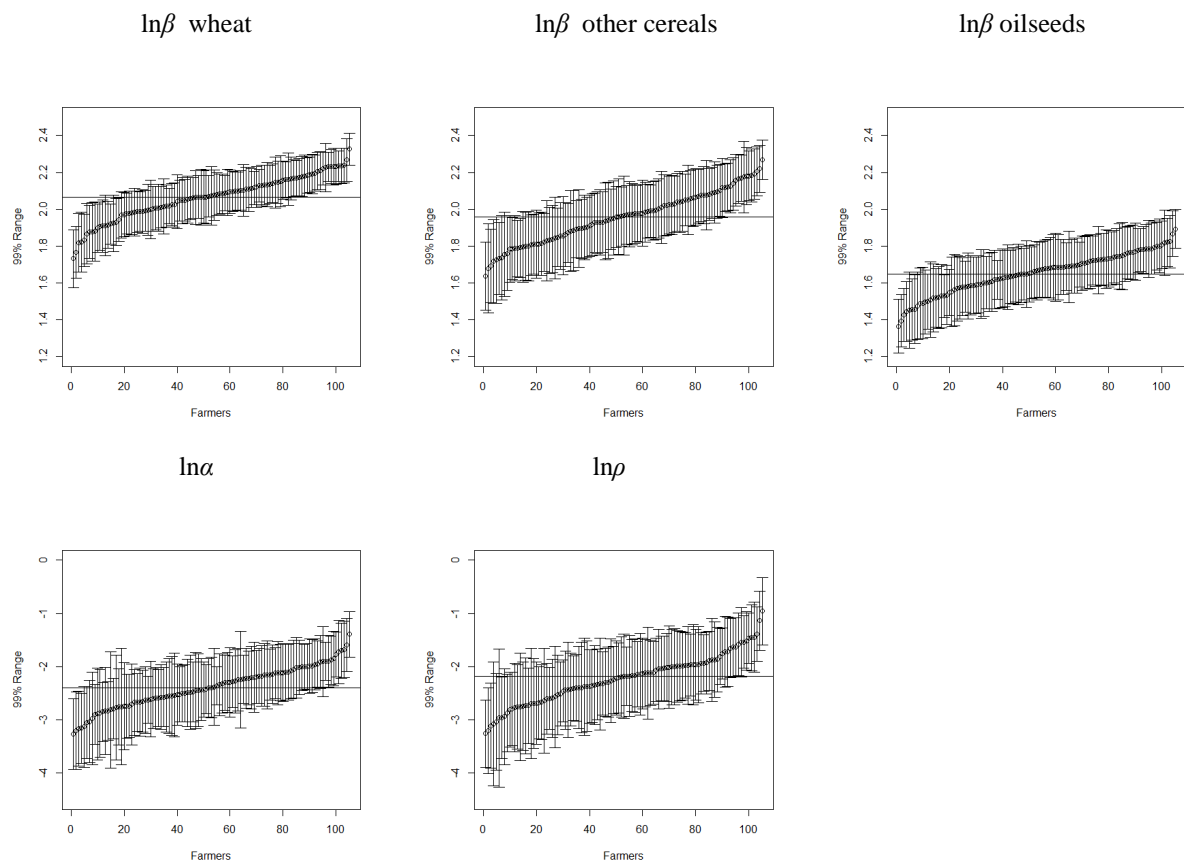 lnβ wheat
lnβ other cereals
lnβ oilseeds
99% Range
1.2 1.4 1.6 1.8 2.0 2.2 2.4
0 20 40 60 80 100
Farmers
99% Range
1.2 1.4 1.6 1.8 2.0 2.2 2.4
0 20 40 60 80 100
Farmers
99% Range
1.2 1.4 1.6 1.8 2.0 2.2 2.4
0 20 40 60 80 100
Farmers
lnα
lnρ
99% Range
-4 -3 -2 -1 0
0 20 40 60 80 100
Farmers
99% Range
-4 -3 -2 -1 0
0 20 40 60 80 100
Farmers